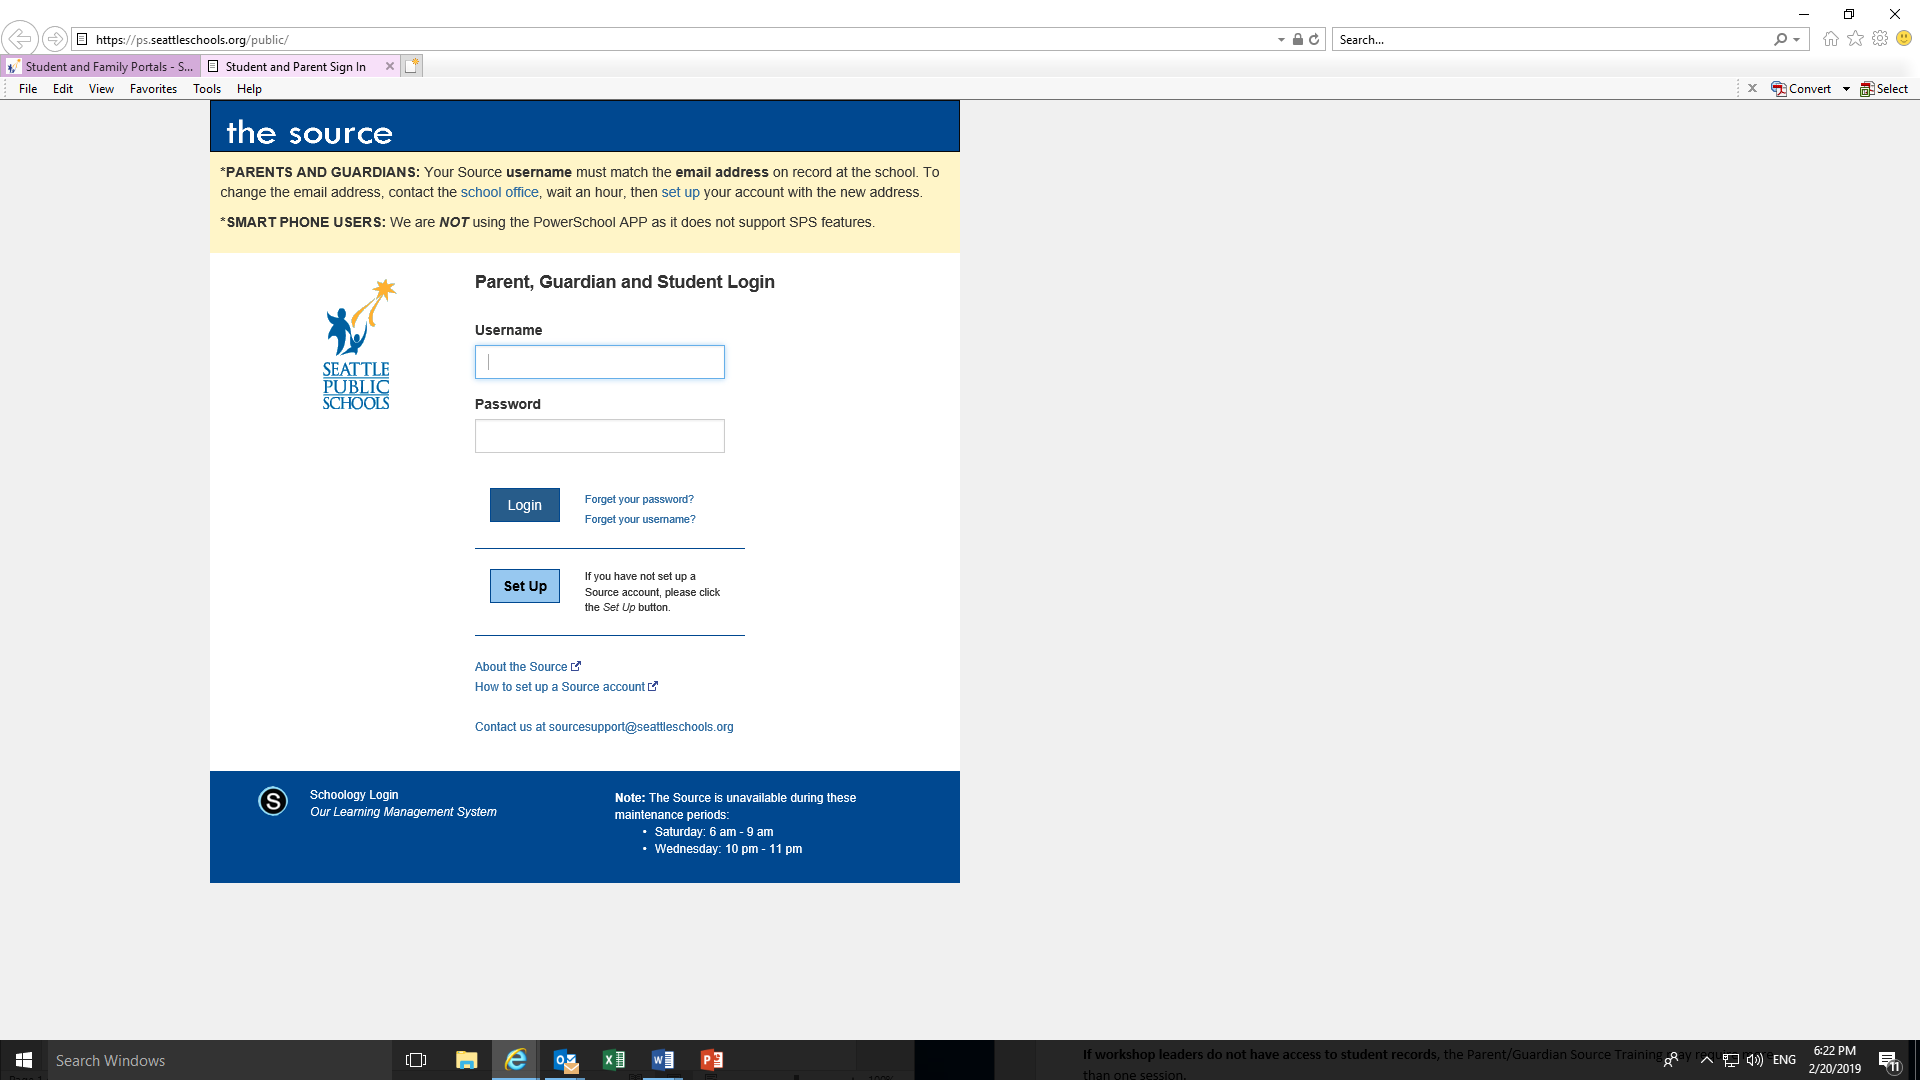 https://ps.seattleschools.org/public/
Search...
Student and Family Portals - S...
Student and Parent Sign In
File Edit View Favorites Tools Help
Convert Select
the source
*PARENTS AND GUARDIANS: Your Source username must match the email address on record at the school. To
change the email address, contact the school office, wait an hour, then set up your account with the new address.
*SMART PHONE USERS: We are NOT using the PowerSchool APP as it does not support SPS features.
SEATTLE
PUBLIC
SCHOOLS
Parent, Guardian and Student Login
Username
Password
Login
Forget your password?
Forget your username?
Set Up
If you have not set up a
Source account, please click
the Set Up button.
About the Source
How to set up a Source account
Contact us at sourcesupport@seattleschools.org
S
Schoology Login
Our Learning Management System
Note: The Source is unavailable during these
maintenance periods:
• Saturday: 6 am - 9 am
• Wednesday: 10 pm - 11 pm
Search Windows
If workshop leaders do not have access to student records, the Parent/Guardian Source Training
than one session.
ENG
6:22 PM
2/20/2019
11